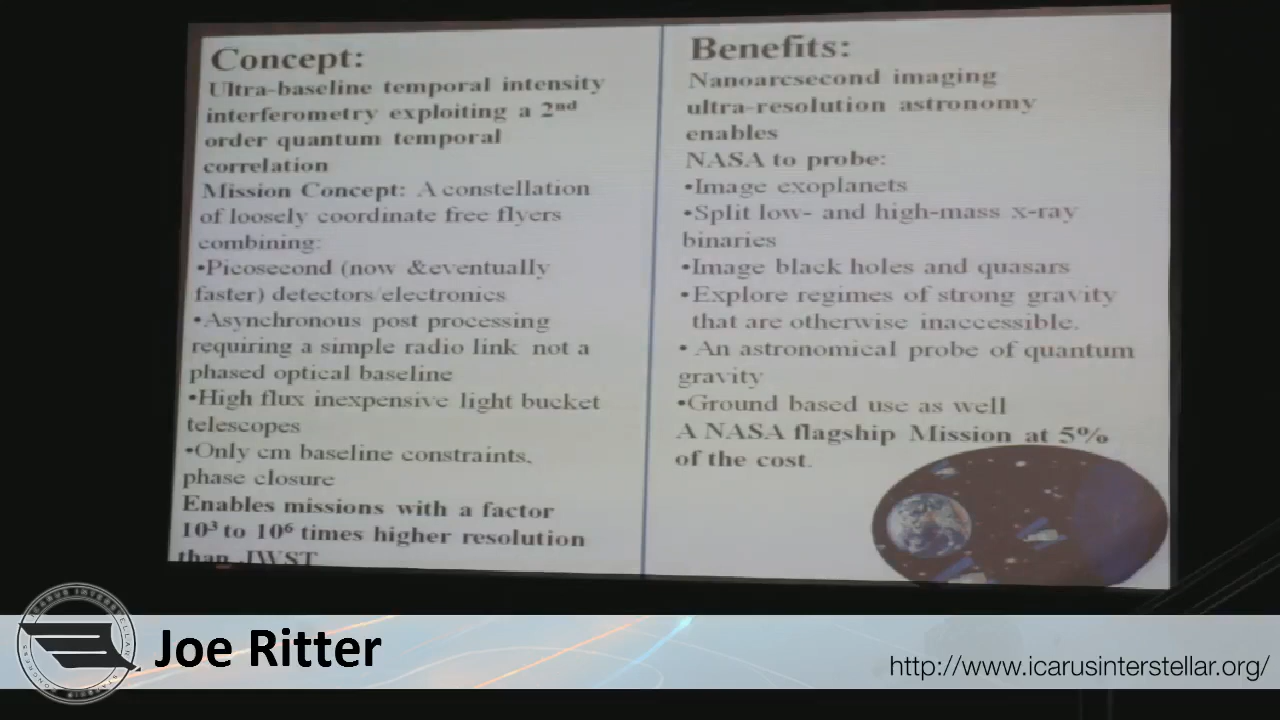 Concept:
Ultra-baseline temporal intensity
interferometry exploiting a 2nd
order quantum temporal
correlation
Mission Concept: A constellation
of loosely coordinate free flyers
combining:
•Picosecond (now &eventually
faster) detectors/electronics
•Asynchronous post processing
requiring a simple radio link not a
phased optical baseline
•High flux inexpensive light bucket
telescopes
•Only cm baseline constraints,
phase closure
Enables missions with a factor
10³ to 10⁶ times higher resolution
than JWST
Benefits:
Nanoarcsecond imaging
ultra-resolution astronomy
enables
NASA to probe:
•Image exoplanets
•Split low- and high-mass x-ray
binaries
•Image black holes and quasars
•Explore regimes of strong gravity
that are otherwise inaccessible.
• An astronomical probe of quantum
gravity
•Ground based use as well
A NASA flagship Mission at 5%
of the cost.
ICARUS INTERSTELLAR
STARSHIP CONGRESS
Joe Ritter
http://www.icarusinterstellar.org/